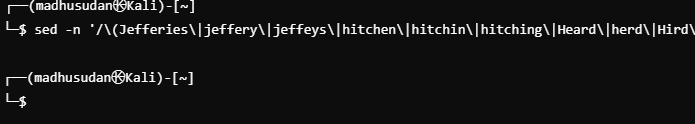 ┌──(madhusudan㉿Kali)-[~]
└─$ sed -n '/\(Jefferies\|jeffery\|jeffeys\|hitchen\|hitchin\|hitching\|Heard\|herd\|Hird\
┌──(madhusudan㉿Kali)-[~]
└─$